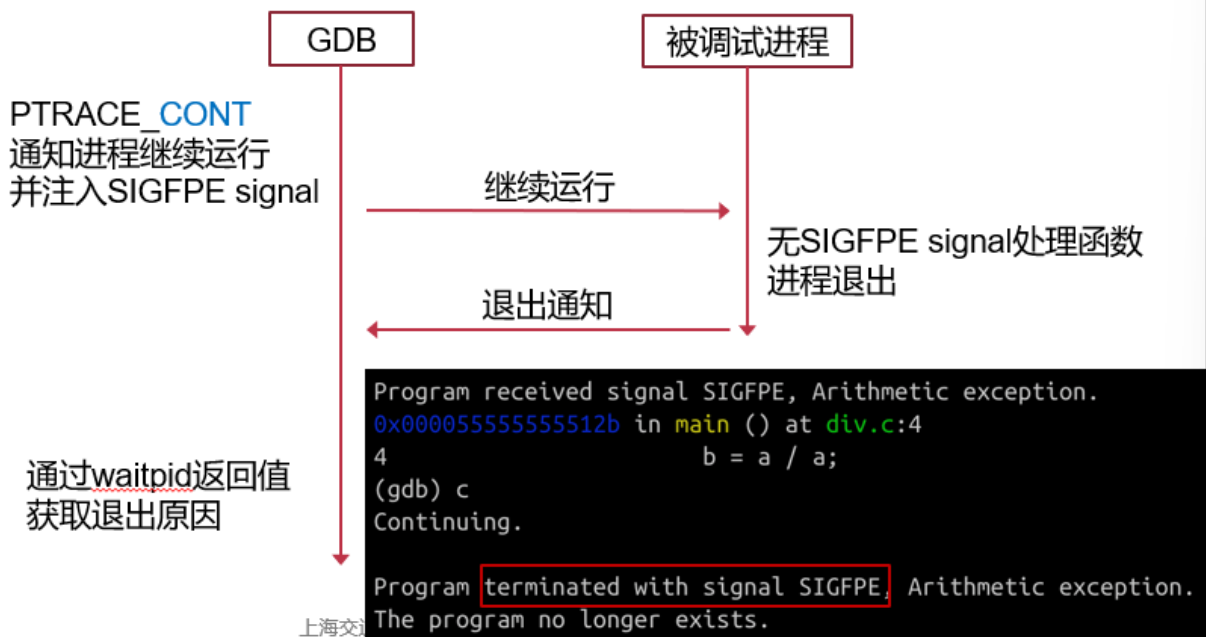 GDB
被调试进程
PTRACE_CONT
通知进程继续运行
并注入SIGFPE signal
继续运行
无SIGFPE signal处理函数
进程退出
退出通知
通过waitpid返回值
获取退出原因
Program received signal SIGFPE, Arithmetic exception.
0x000055555555512b in main () at div.c:4
4 b = a / a;
(gdb) c
Continuing.
Program terminated with signal SIGFPE, Arithmetic exception.
The program no longer exists.
上海交